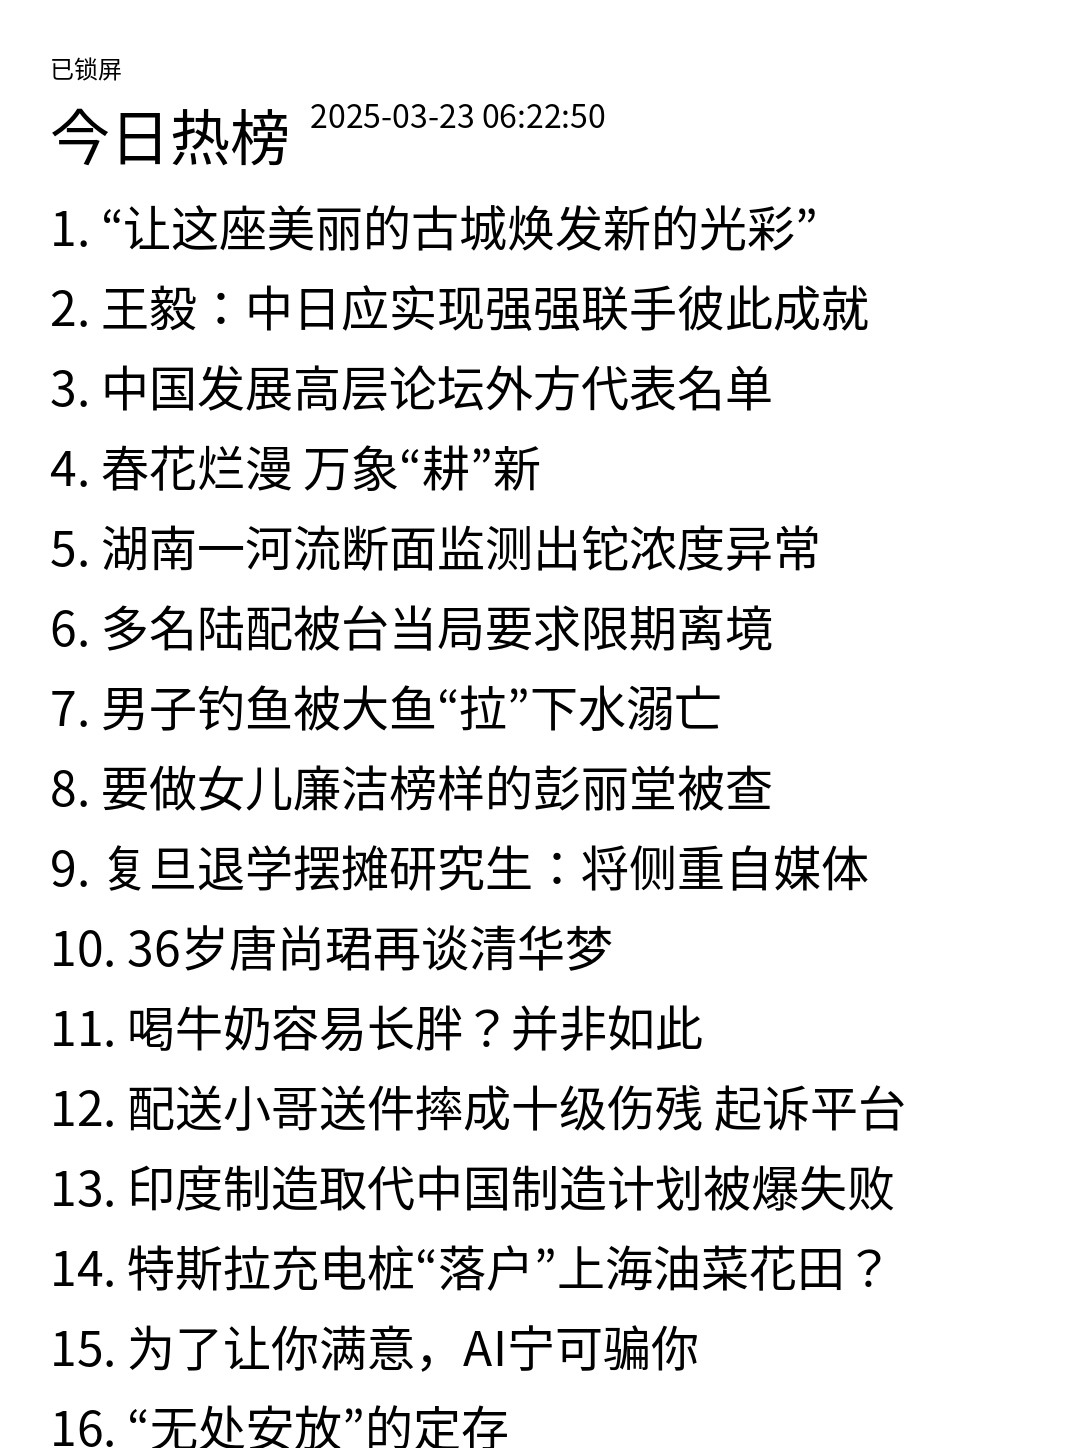 已锁屏
今日热榜 2025-03-23 06:22:50
1. “让这座美丽的古城焕发新的光彩”
2. 王毅：中日应实现强强联手彼此成就
3. 中国发展高层论坛外方代表名单
4. 春花烂漫 万象“耕”新
5. 湖南一河流断面监测出铊浓度异常
6. 多名陆配被台当局要求限期离境
7. 男子钓鱼被大鱼“拉”下水溺亡
8. 要做女儿廉洁榜样的彭丽堂被查
9. 复旦退学摆摊研究生：将侧重自媒体
10. 36岁唐尚珺再谈清华梦
11. 喝牛奶容易长胖？并非如此
12. 配送小哥送件摔成十级伤残 起诉平台
13. 印度制造取代中国制造计划被爆失败
14. 特斯拉充电桩“落户”上海油菜花田？
15. 为了让你满意，AI宁可骗你
16. “无处安放”的定存